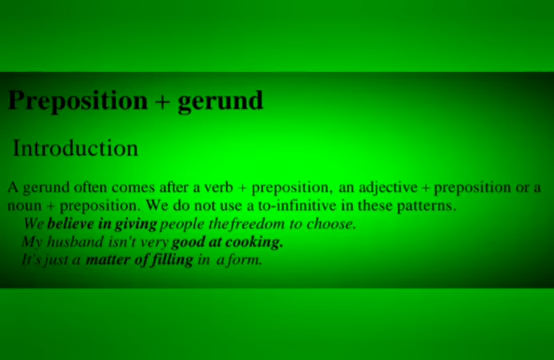 Preposition + gerund
Introduction
A gerund often comes after a verb + preposition, an adjective + preposition or a
noun + preposition. We do not use a to-infinitive in these patterns.
We believe in giving people thefreedom to choose.
My husband isn't very good at cooking.
It's just a matter of filling in aform.